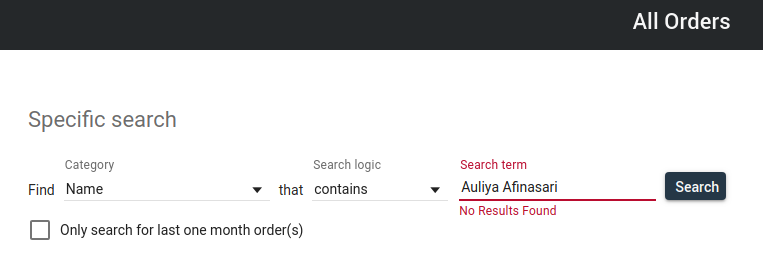 All Orders
Specific search
Category Search logic Search term
Find Name that contains Auliya Afinasari Search
No Results Found
Only search for last one month order(s)